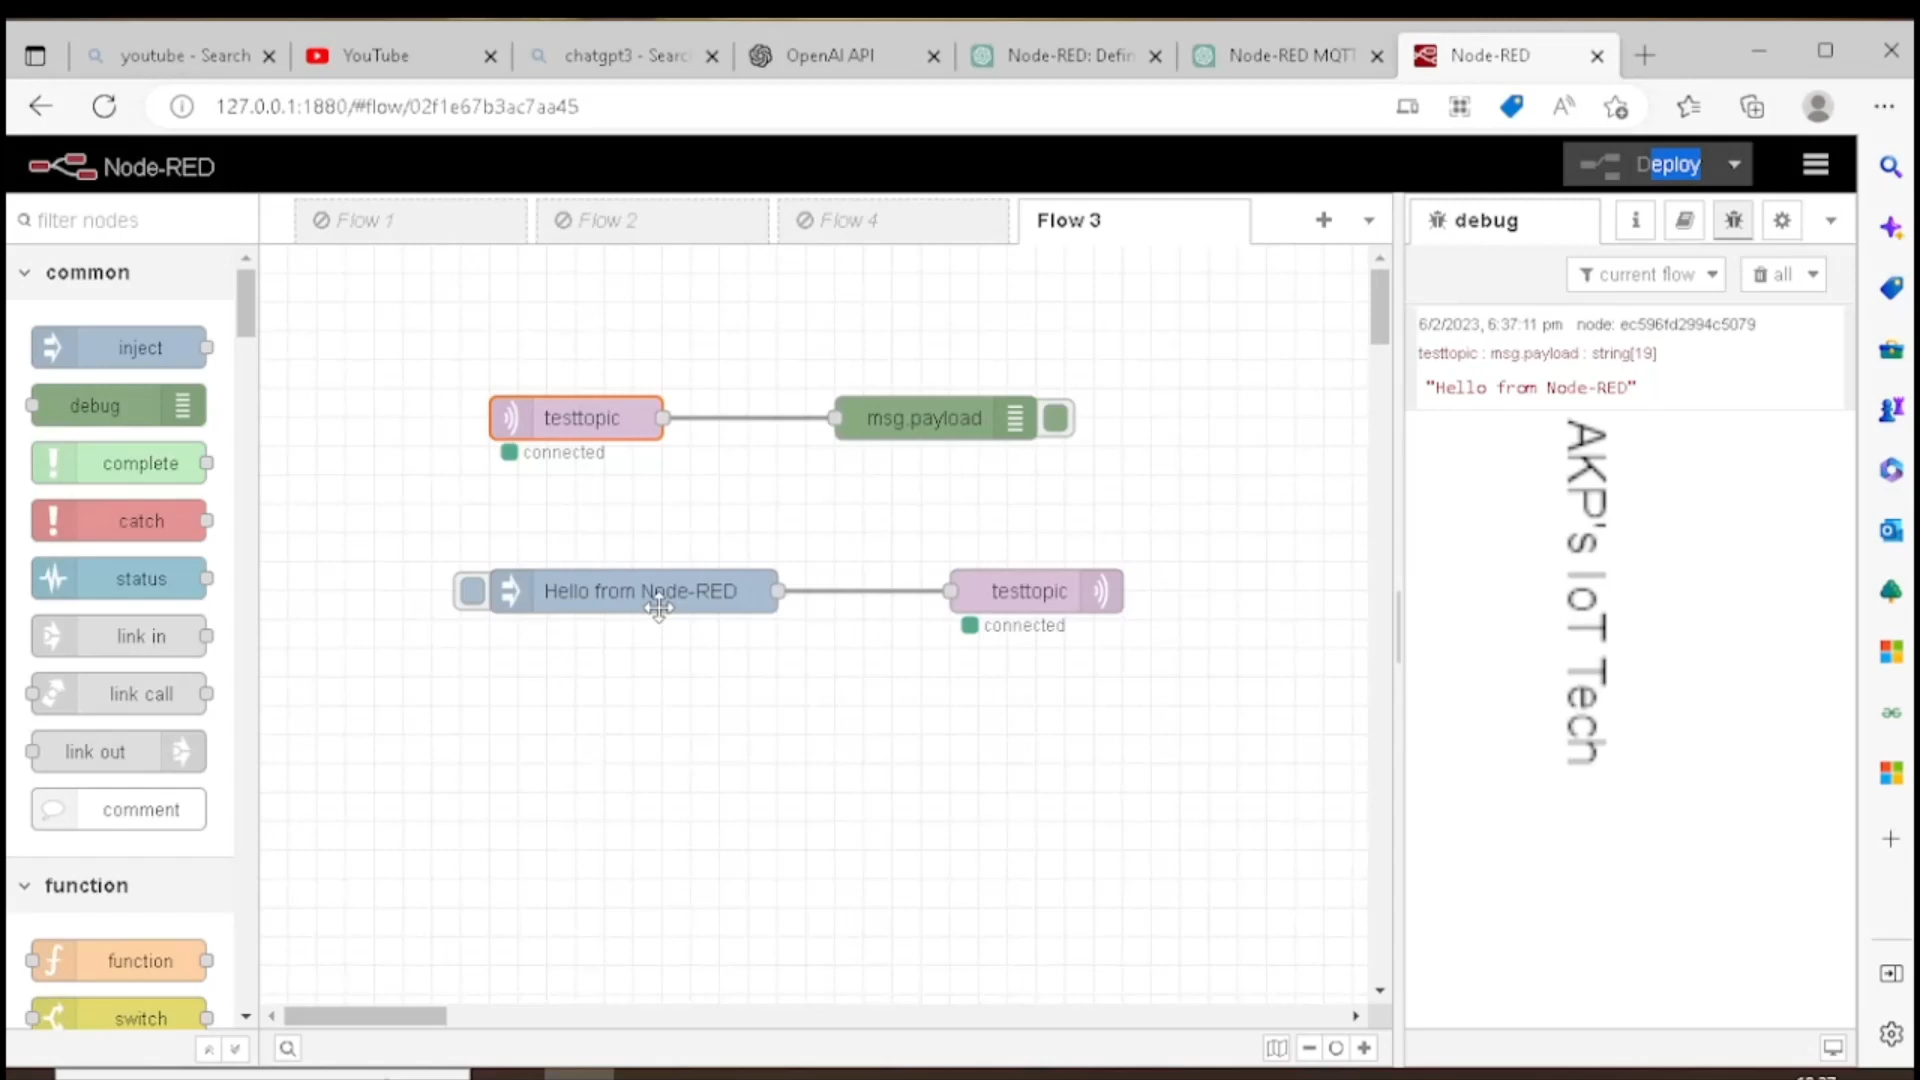 youtube - Search
YouTube
chatgpt3 - Searc
OpenAI API
Node-RED: Defin
Node-RED MQTT
Node-RED
127.0.0.1:1880/#flow/02f1e67b3ac7aa45
Node-RED
Deploy
filter nodes
Flow 1
Flow 2
Flow 4
Flow 3
debug
common
current flow
all
inject
debug
complete
catch
status
link in
link call
link out
comment
function
function
switch
testtopic
connected
msg.payload
Hello from Node-RED
testtopic
connected
6/2/2023, 6:37:11 pm node: ec596fd2994c5079
testtopic : msg.payload : string[19]
"Hello from Node-RED"
AKP's IoT Tech